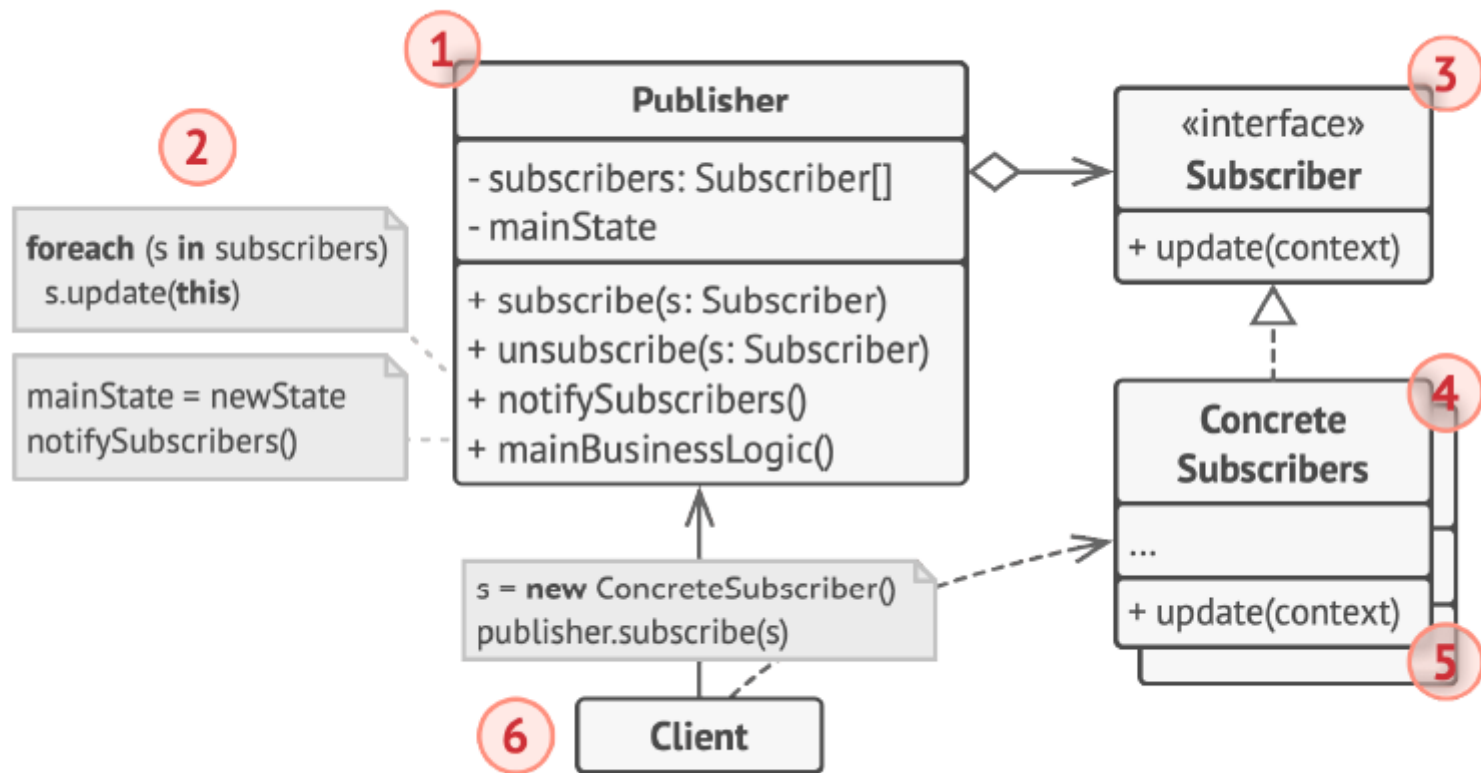 1
Publisher
- subscribers: Subscriber[]
- mainState
+ subscribe(s: Subscriber)
+ unsubscribe(s: Subscriber)
+ notifySubscribers()
+ mainBusinessLogic()
2
foreach (s in subscribers)
s.update(this)
mainState = newState
notifySubscribers()
3
«interface»
Subscriber
+ update(context)
4
Concrete
Subscribers
...
+ update(context)
5
s = new ConcreteSubscriber()
publisher.subscribe(s)
6
Client